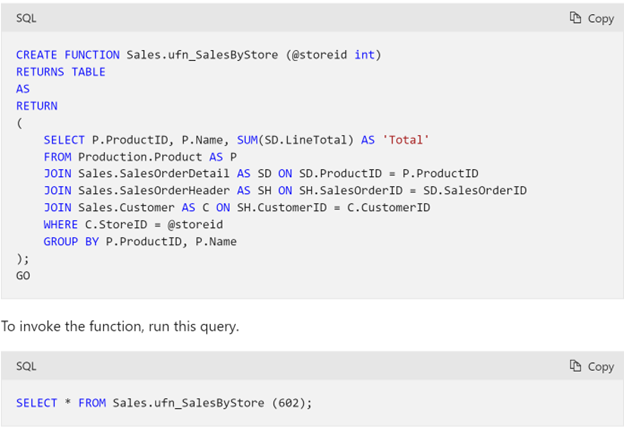 SQL
Copy
CREATE FUNCTION Sales.ufn_SalesByStore (@storeid int)
RETURNS TABLE
AS
RETURN
(
    SELECT P.ProductID, P.Name, SUM(SD.LineTotal) AS 'Total'
    FROM Production.Product AS P
    JOIN Sales.SalesOrderDetail AS SD ON SD.ProductID = P.ProductID
    JOIN Sales.SalesOrderHeader AS SH ON SH.SalesOrderID = SD.SalesOrderID
    JOIN Sales.Customer AS C ON SH.CustomerID = C.CustomerID
    WHERE C.StoreID = @storeid
    GROUP BY P.ProductID, P.Name
);
GO
To invoke the function, run this query.
SQL
Copy
SELECT * FROM Sales.ufn_SalesByStore (602);